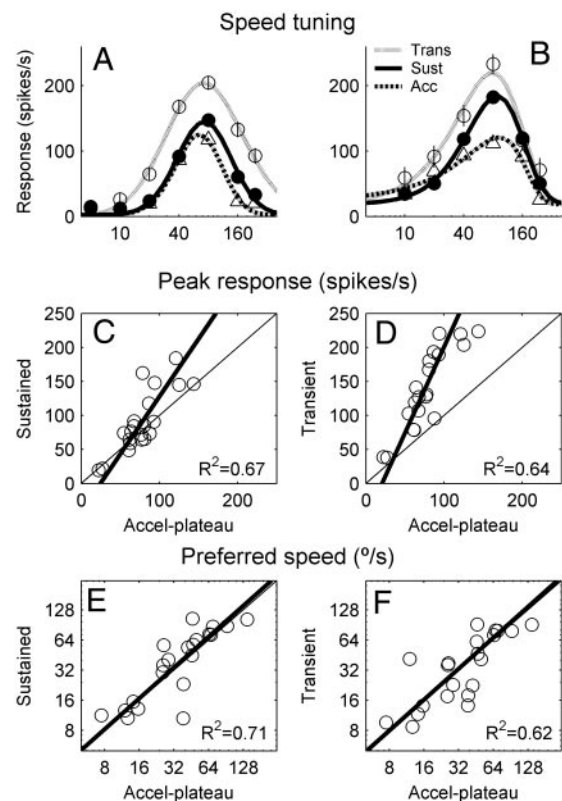 Speed tuning
A
B
Trans
Sust
Acc
Response (spikes/s)
200
100
0
10 40 160
200
100
0
10 40 160
Peak response (spikes/s)
C
D
Sustained
250
200
150
100
50
0
0 100 200
R²=0.67
Accel-plateau
Transient
250
200
150
100
50
0
0 100 200
R²=0.64
Accel-plateau
Preferred speed (º/s)
E
F
Sustained
128
64
32
16
8
8 16 32 64 128
R²=0.71
Accel-plateau
Transient
128
64
32
16
8
8 16 32 64 128
R²=0.62
Accel-plateau